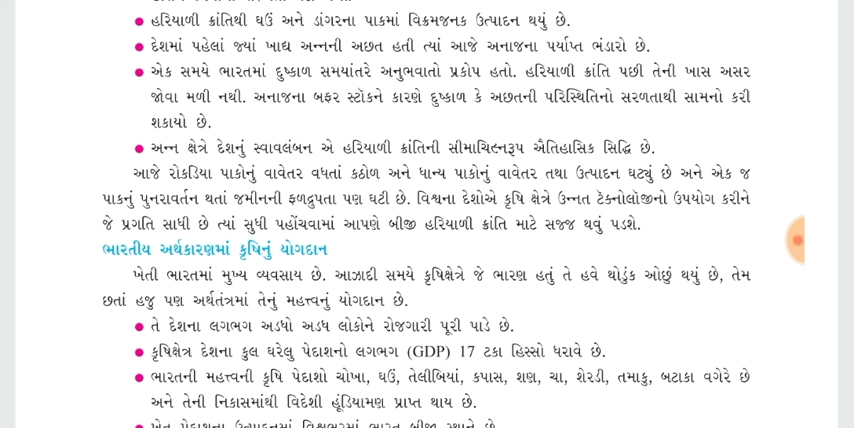 ● હરિયાળી ક્રાંતિથી ઘઉં અને ડાંગરના પાકમાં વિક્રમજનક ઉત્પાદન થયું છે.
● દેશમાં પહેલાં જ્યાં ખાદ્ય અન્નની અછત હતી ત્યાં આજે અનાજના પર્યાપ્ત ભંડારો છે.
● એક સમયે ભારતમાં દુષ્કાળ સમયાંતરે અનુભવાતો પ્રકોપ હતો. હરિયાળી ક્રાંતિ પછી તેની ખાસ અસર
જોવા મળી નથી. અનાજના બફર સ્ટૉકને કારણે દુષ્કાળ કે અછતની પરિસ્થિતિનો સરળતાથી સામનો કરી
શકાયો છે.
● અન્ન ક્ષેત્રે દેશનું સ્વાવલંબન એ હરિયાળી ક્રાંતિની સીમાચિહ્નરૂપ ઐતિહાસિક સિદ્ધિ છે.
આજે રોકડિયા પાકોનું વાવેતર વધતાં કઠોળ અને ધાન્ય પાકોનું વાવેતર તથા ઉત્પાદન ઘટ્યું છે અને એક જ
પાકનું પુનરાવર્તન થતાં જમીનની ફળદ્રુપતા પણ ઘટી છે. વિશ્વના દેશોએ કૃષિ ક્ષેત્રે ઉન્નત ટૅક્નોલૉજીનો ઉપયોગ કરીને
જે પ્રગતિ સાધી છે ત્યાં સુધી પહોંચવામાં આપણે બીજી હરિયાળી ક્રાંતિ માટે સજ્જ થવું પડશે.
ભારતીય અર્થકારણમાં કૃષિનું યોગદાન
ખેતી ભારતમાં મુખ્ય વ્યવસાય છે. આઝાદી સમયે કૃષિક્ષેત્રે જે ભારણ હતું તે હવે થોડુંક ઓછું થયું છે, તેમ
છતાં હજુ પણ અર્થતંત્રમાં તેનું મહત્ત્વનું યોગદાન છે.
● તે દેશના લગભગ અડધો અડધ લોકોને રોજગારી પૂરી પાડે છે.
● કૃષિક્ષેત્ર દેશના કુલ ઘરેલુ પેદાશનો લગભગ (GDP) 17 ટકા હિસ્સો ધરાવે છે.
● ભારતની મહત્ત્વની કૃષિ પેદાશો ચોખા, ઘઉં, તેલીબિયાં, કપાસ, શણ, ચા, શેરડી, તમાકુ, બટાકા વગેરે છે
અને તેની નિકાસમાંથી વિદેશી હૂંડિયામણ પ્રાપ્ત થાય છે.
● ખેત પેદાશના ઉત્પાદનમાં વિશ્વભરમાં ભારત બીજા સ્થાને છે.